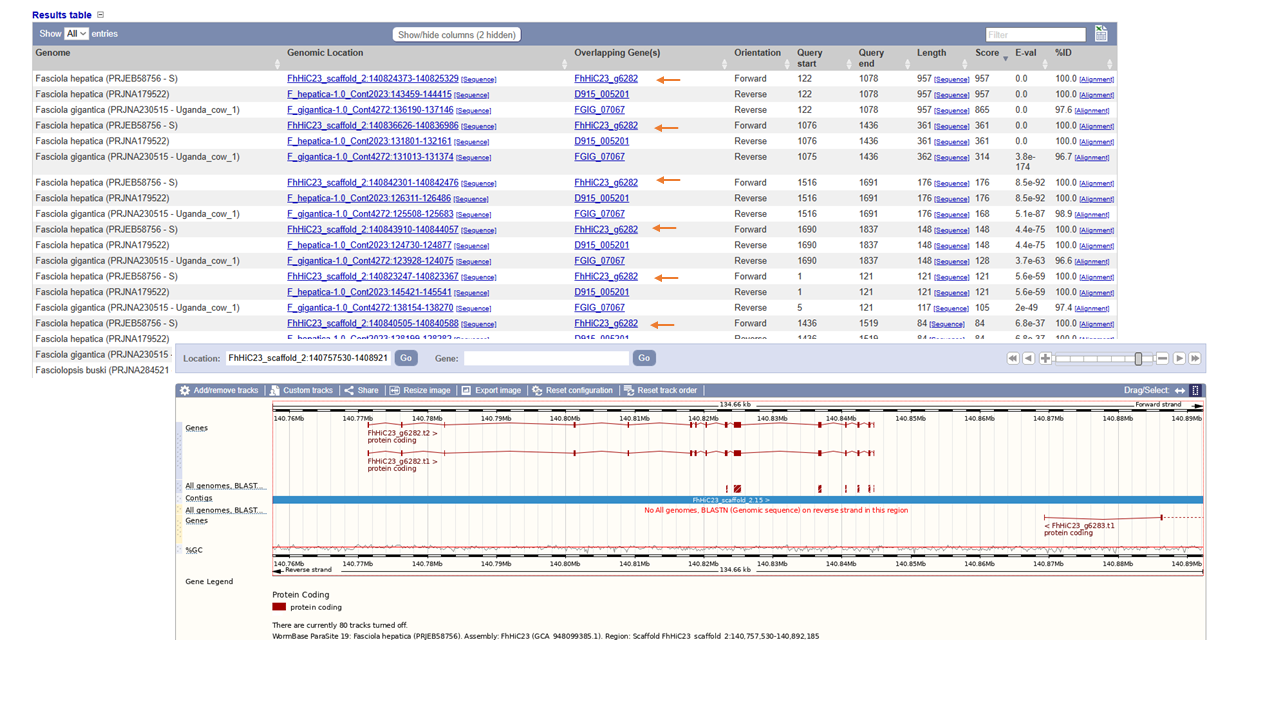 Results table
Show All entries Show/hide columns (2 hidden) Filter
Genome Genomic Location Overlapping Gene(s) Orientation Query start Query end Length Score E-val %ID
Fasciola hepatica (PRJEB58756 - S) FhHiC23_scaffold_2:140824373-140825329 [Sequence] FhHiC23_g6282 Forward 122 1078 957 [Sequence] 957 0.0 100.0 [Alignment]
Fasciola hepatica (PRJNA179522) F_hepatica-1.0_Cont2023:143459-144415 [Sequence] D915_005201 Reverse 122 1078 957 [Sequence] 957 0.0 100.0 [Alignment]
Fasciola gigantica (PRJNA230515 - Uganda_cow_1) F_gigantica-1.0_Cont4272:136190-137146 [Sequence] FGIG_07067 Reverse 122 1078 957 [Sequence] 865 0.0 97.6 [Alignment]
Fasciola hepatica (PRJEB58756 - S) FhHiC23_scaffold_2:140836626-140836986 [Sequence] FhHiC23_g6282 Forward 1076 1436 361 [Sequence] 361 0.0 100.0 [Alignment]
Fasciola hepatica (PRJNA179522) F_hepatica-1.0_Cont2023:131801-132161 [Sequence] D915_005201 Reverse 1076 1436 361 [Sequence] 361 0.0 100.0 [Alignment]
Fasciola gigantica (PRJNA230515 - Uganda_cow_1) F_gigantica-1.0_Cont4272:131013-131374 [Sequence] FGIG_07067 Reverse 1075 1436 362 [Sequence] 314 3.8e-174 96.7 [Alignment]
Fasciola hepatica (PRJEB58756 - S) FhHiC23_scaffold_2:140842301-140842476 [Sequence] FhHiC23_g6282 Forward 1516 1691 176 [Sequence] 176 8.5e-92 100.0 [Alignment]
Fasciola hepatica (PRJNA179522) F_hepatica-1.0_Cont2023:126311-126486 [Sequence] D915_005201 Reverse 1516 1691 176 [Sequence] 176 8.5e-92 100.0 [Alignment]
Fasciola gigantica (PRJNA230515 - Uganda_cow_1) F_gigantica-1.0_Cont4272:125508-125683 [Sequence] FGIG_07067 Reverse 1516 1691 176 [Sequence] 168 5.1e-87 98.9 [Alignment]
Fasciola hepatica (PRJEB58756 - S) FhHiC23_scaffold_2:140843910-140844057 [Sequence] FhHiC23_g6282 Forward 1690 1837 148 [Sequence] 148 4.4e-75 100.0 [Alignment]
Fasciola hepatica (PRJNA179522) F_hepatica-1.0_Cont2023:124730-124877 [Sequence] D915_005201 Reverse 1690 1837 148 [Sequence] 148 4.4e-75 100.0 [Alignment]
Fasciola gigantica (PRJNA230515 - Uganda_cow_1) F_gigantica-1.0_Cont4272:123928-124075 [Sequence] FGIG_07067 Reverse 1690 1837 148 [Sequence] 128 3.7e-63 96.6 [Alignment]
Fasciola hepatica (PRJEB58756 - S) FhHiC23_scaffold_2:140823247-140823367 [Sequence] FhHiC23_g6282 Forward 1 121 121 [Sequence] 121 5.6e-59 100.0 [Alignment]
Fasciola hepatica (PRJNA179522) F_hepatica-1.0_Cont2023:145421-145541 [Sequence] D915_005201 Reverse 1 121 121 [Sequence] 121 5.6e-59 100.0 [Alignment]
Fasciola gigantica (PRJNA230515 - Uganda_cow_1) F_gigantica-1.0_Cont4272:138154-138270 [Sequence] FGIG_07067 Reverse 5 121 117 [Sequence] 105 2e-49 97.4 [Alignment]
Fasciola hepatica (PRJEB58756 - S) FhHiC23_scaffold_2:140840505-140840588 [Sequence] FhHiC23_g6282 Forward 1436 1519 84 [Sequence] 84 6.8e-37 100.0 [Alignment]
Fasciola hepatica (PRJNA179522) F_hepatica-1.0_Cont2023:128199-128282 D915_005201 Reverse 1436 1519 84 84 6.8e-37 100.0
Fasciola gigantica (PRJNA230515 -
Fasciolopsis buski (PRJNA284521
Location: FhHiC23_scaffold_2:140757530-1408921 Go Gene: Go
Add/remove tracks Custom tracks Share Resize image Export image Reset configuration Reset track order Drag/Select:
134.66 kb Forward strand
140.76Mb 140.77Mb 140.78Mb 140.79Mb 140.80Mb 140.81Mb 140.82Mb 140.83Mb 140.84Mb 140.85Mb 140.86Mb 140.87Mb 140.88Mb 140.89Mb
Genes
FhHiC23_g6282.t2 >
protein coding
FhHiC23_g6282.t1 >
protein coding
All genomes, BLAST...
Contigs FhHiC23_scaffold_2.15 >
All genomes, BLAST... No All genomes, BLASTN (Genomic sequence) on reverse strand in this region
Genes
< FhHiC23_g6283.t1
protein coding
%GC
140.76Mb 140.77Mb 140.78Mb 140.79Mb 140.80Mb 140.81Mb 140.82Mb 140.83Mb 140.84Mb 140.85Mb 140.86Mb 140.87Mb 140.88Mb 140.89Mb
Reverse strand 134.66 kb
Gene Legend
Protein Coding
protein coding
There are currently 80 tracks turned off.
WormBase ParaSite 19: Fasciola hepatica (PRJEB58756). Assembly: FhHiC23 (GCA_948099385.1). Region: Scaffold FhHiC23_scaffold_2:140,757,530-140,892,185